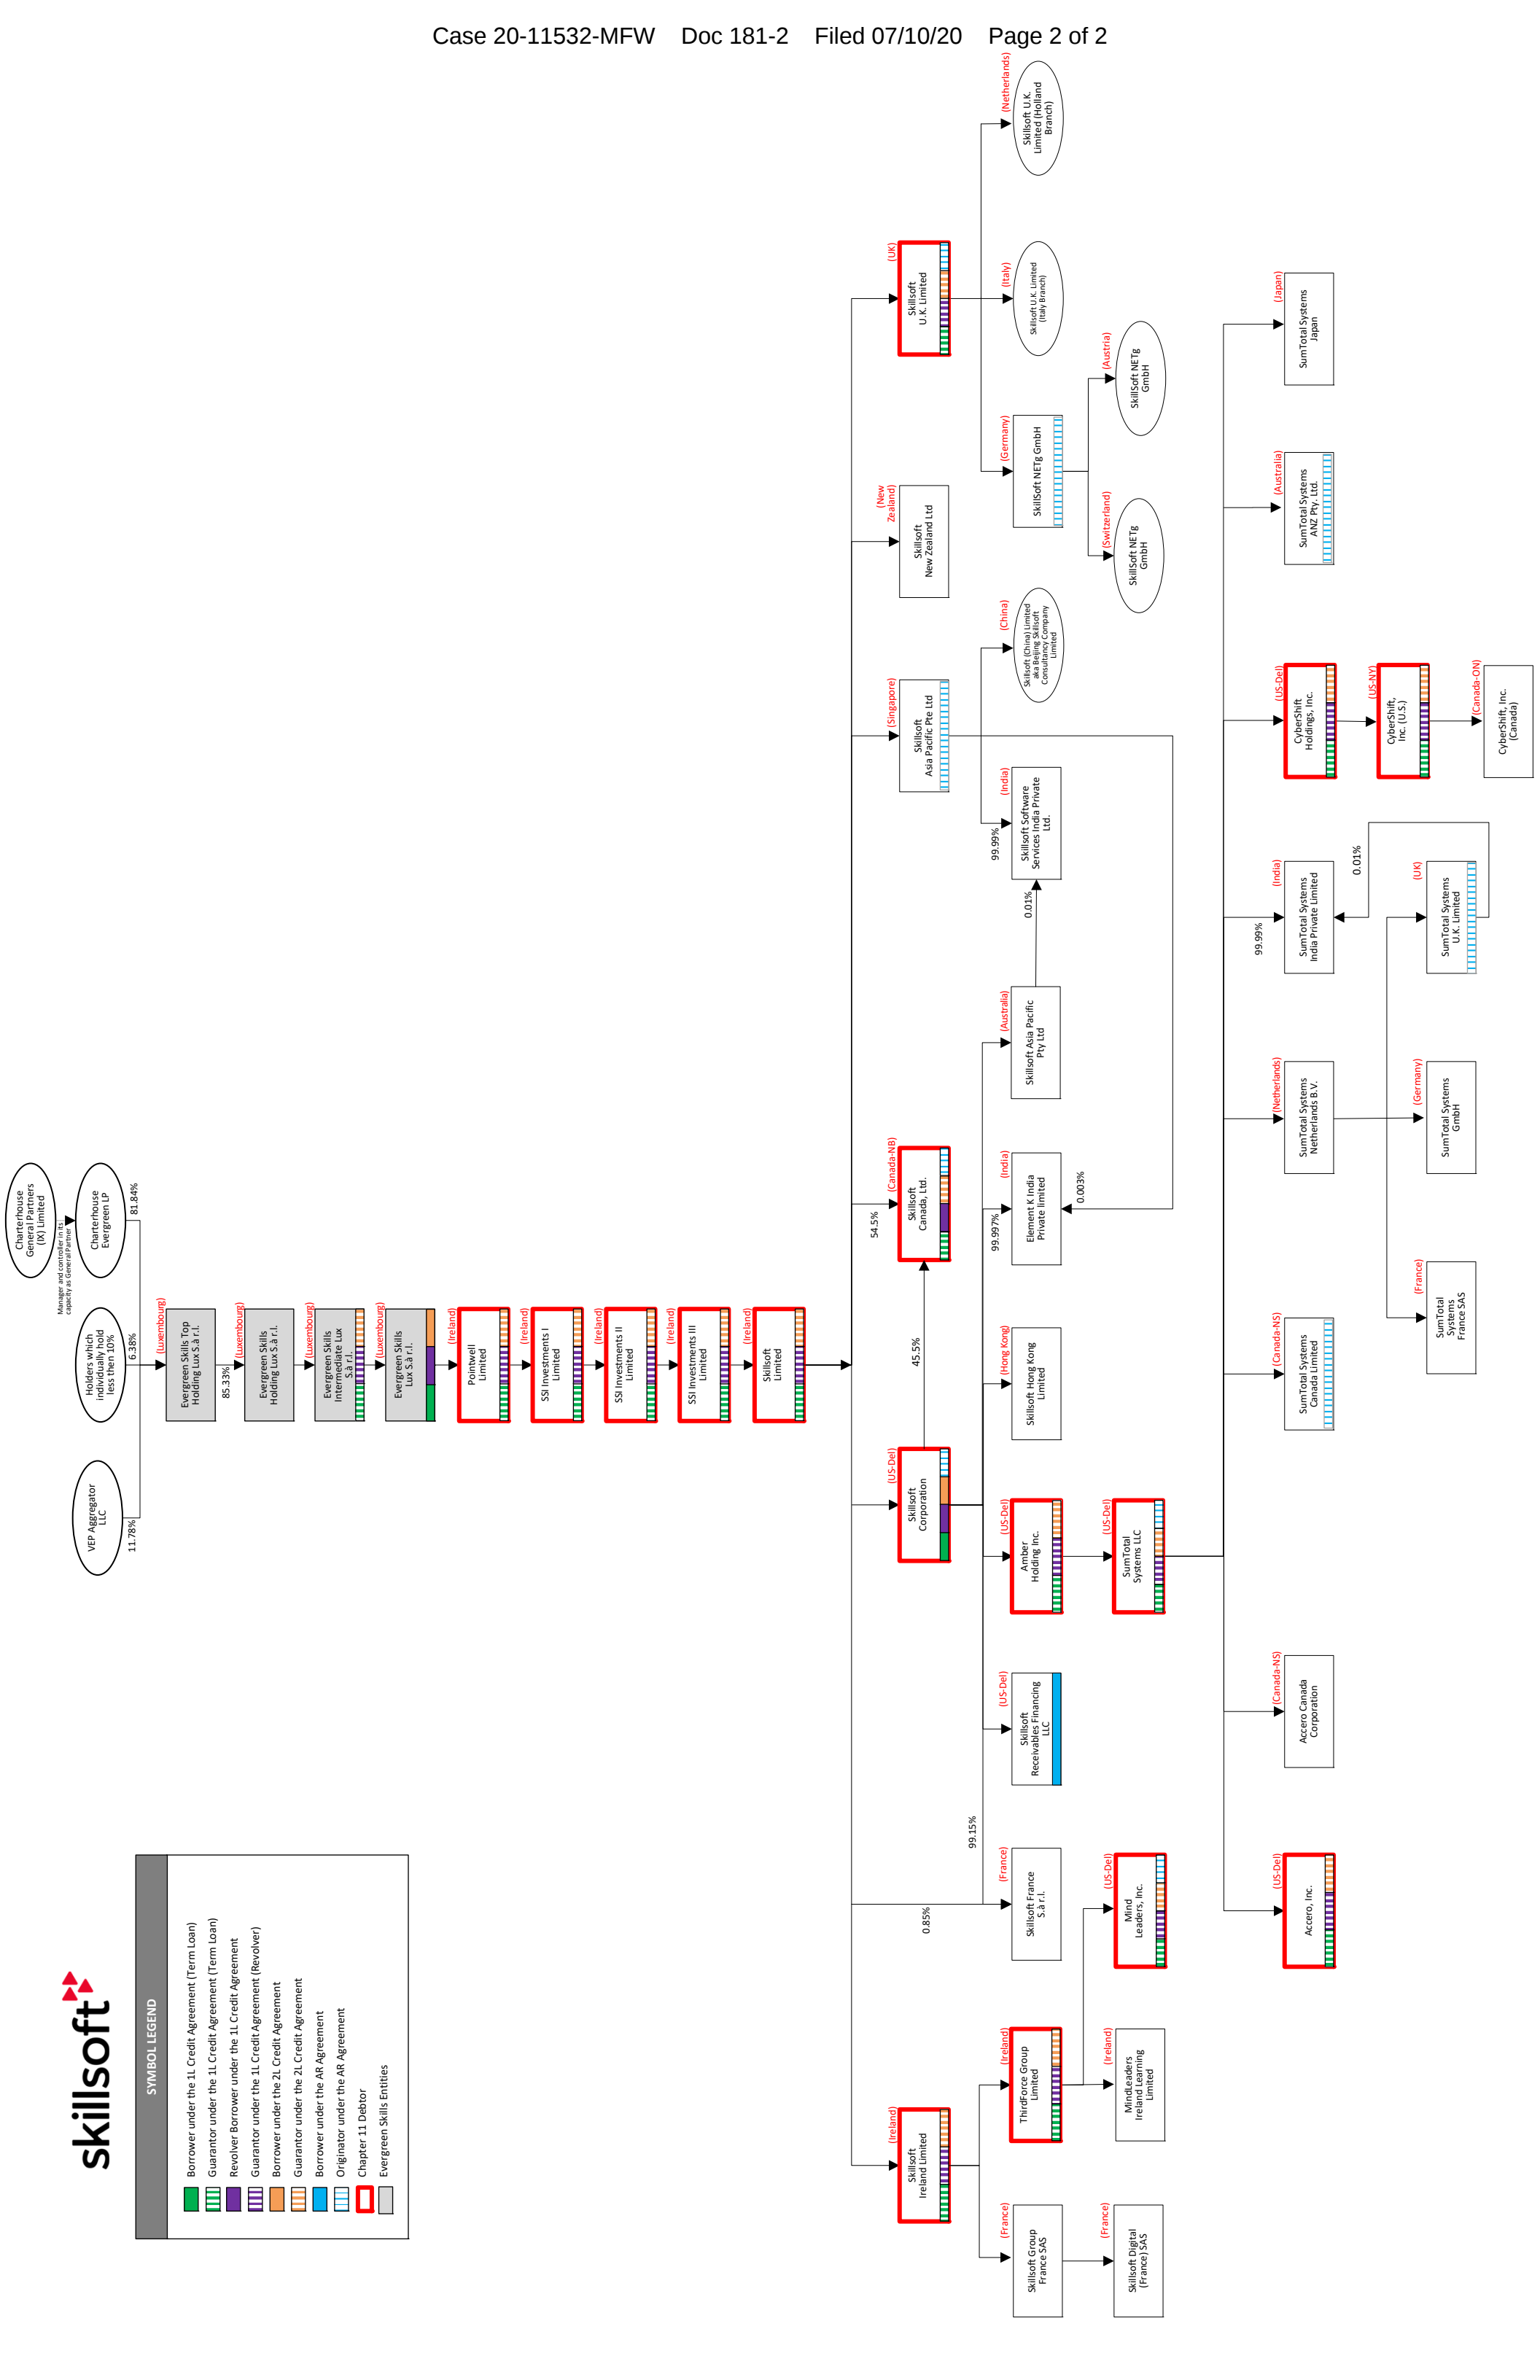 Case 20-11532-MFW Doc 181-2 Filed 07/10/20 Page 2 of 2
skillsoft
SYMBOL LEGEND
Borrower under the 1L Credit Agreement (Term Loan)
Guarantor under the 1L Credit Agreement (Term Loan)
Revolver Borrower under the 1L Credit Agreement
Guarantor under the 1L Credit Agreement (Revolver)
Borrower under the 2L Credit Agreement
Guarantor under the 2L Credit Agreement
Borrower under the AR Agreement
Originator under the AR Agreement
Chapter 11 Debtor
Evergreen Skills Entities
Charterhouse
General Partners
(IX) Limited
Manager and controller in its
capacity as General Partner
VEP Aggregator
LLC
11.78%
Holders which
individually hold
less then 10%
6.38%
Charterhouse
Evergreen LP
81.84%
(Luxembourg)
Evergreen Skills Top
Holding Lux S.à r.l.
85.33%
(Luxembourg)
Evergreen Skills
Holding Lux S.à r.l.
(Luxembourg)
Evergreen Skills
Intermediate Lux
S.à r.l.
(Luxembourg)
Evergreen Skills
Lux S.à r.l.
(Ireland)
Pointwell
Limited
(Ireland)
SSI Investments I
Limited
(Ireland)
SSI Investments II
Limited
(Ireland)
SSI Investments III
Limited
(Ireland)
Skillsoft
Limited
(Ireland)
Skillsoft
Ireland Limited
0.85%
(US-Del)
Skillsoft
Corporation
45.5%
54.5%
(Canada-NB)
Skillsoft
Canada, Ltd.
(Singapore)
Skillsoft
Asia Pacific Pte Ltd
(New
Zealand)
Skillsoft
New Zealand Ltd
(UK)
Skillsoft
U.K. Limited
(France)
Skillsoft Group
France SAS
(Ireland)
ThirdForce Group
Limited
(France)
Skillsoft France
S.à r.l.
99.15%
(US-Del)
Skillsoft
Receivables Financing
LLC
(US-Del)
Amber
Holding Inc.
(Hong Kong)
Skillsoft Hong Kong
Limited
99.997%
(India)
Element K India
Private limited
0.003%
(Australia)
Skillsoft Asia Pacific
Pty Ltd
0.01%
99.99%
(India)
Skillsoft Software
Services India Private
Ltd.
(China)
Skillsoft (China) Limited
aka Beijing Skillsoft
Consultancy Company
Limited
(Germany)
SkillSoft NETg GmbH
(Italy)
Skillsoft U.K. Limited
(Italy Branch)
(Netherlands)
Skillsoft U.K.
Limited (Holland
Branch)
(France)
Skillsoft Digital
(France) SAS
(Ireland)
MindLeaders
Ireland Learning
Limited
(US-Del)
Mind
Leaders, Inc.
(US-Del)
SumTotal
Systems LLC
(Switzerland)
SkillSoft NETg
GmbH
(Austria)
SkillSoft NETg
GmbH
(US-Del)
Accero, Inc.
(Canada-NS)
Accero Canada
Corporation
(Canada-NS)
SumTotal Systems
Canada Limited
(Netherlands)
SumTotal Systems
Netherlands B.V.
99.99%
(India)
SumTotal Systems
India Private Limited
0.01%
(US-Del)
CyberShift
Holdings, Inc.
(Australia)
SumTotal Systems
ANZ Pty. Ltd.
(Japan)
SumTotal Systems
Japan
(US-NY)
CyberShift,
Inc. (U.S.)
(France)
SumTotal
Systems
France SAS
(Germany)
SumTotal Systems
GmbH
(UK)
SumTotal Systems
U.K. Limited
(Canada-ON)
CyberShift, Inc.
(Canada)